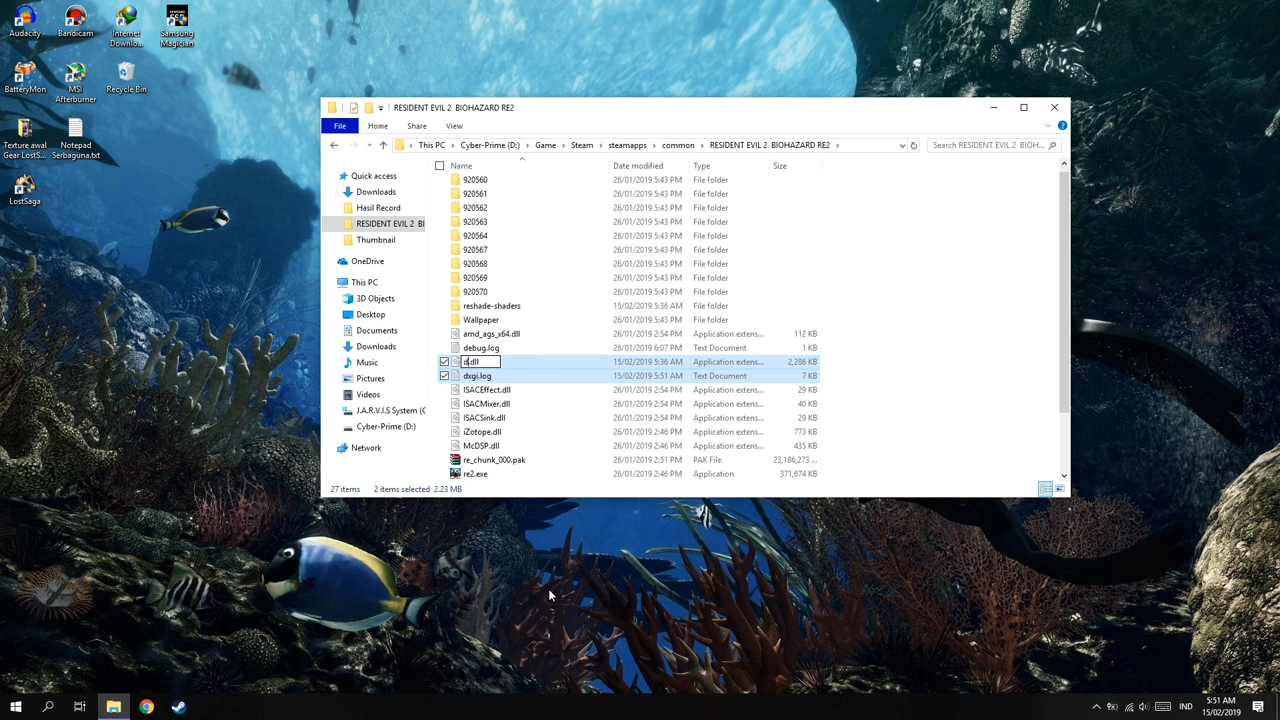 Audacity
Bandicam
Internet
Downlo...
Samsung
Magician
BatteryMon
MSI
Afterburner
Recycle Bin
Texture awal
Gear LostS...
Notepad
Serbaguna.txt
LostSaga
RESIDENT EVIL 2 BIOHAZARD RE2
File
Home
Share
View
This PC
Cyber-Prime (D:)
Game
Steam
steamapps
common
RESIDENT EVIL 2 BIOHAZARD RE2
Search RESIDENT EVIL 2 BIOH...
Quick access
Downloads
Hasil Record
RESIDENT EVIL 2 BI
Thumbnail
OneDrive
This PC
3D Objects
Desktop
Documents
Downloads
Music
Pictures
Videos
J.A.R.V.I.S System (C
Cyber-Prime (D:)
Network
Name Date modified Type Size
920560 26/01/2019 5:43 PM File folder
920561 26/01/2019 5:43 PM File folder
920562 26/01/2019 5:43 PM File folder
920563 26/01/2019 5:43 PM File folder
920564 26/01/2019 5:43 PM File folder
920567 26/01/2019 5:43 PM File folder
920568 26/01/2019 5:43 PM File folder
920569 26/01/2019 5:43 PM File folder
920570 26/01/2019 5:43 PM File folder
reshade-shaders 15/02/2019 5:36 AM File folder
Wallpaper 26/01/2019 5:43 PM File folder
amd_ags_x64.dll 26/01/2019 2:54 PM Application extens... 112 KB
debug.log 26/01/2019 6:07 PM Text Document 1 KB
d.dll 15/02/2019 5:36 AM Application extens... 2,286 KB
dxgi.log 15/02/2019 5:51 AM Text Document 7 KB
ISACEffect.dll 26/01/2019 2:54 PM Application extens... 29 KB
ISACMixer.dll 26/01/2019 2:54 PM Application extens... 40 KB
ISACSink.dll 26/01/2019 2:54 PM Application extens... 29 KB
iZotope.dll 26/01/2019 2:46 PM Application extens... 773 KB
McDSP.dll 26/01/2019 2:46 PM Application extens... 435 KB
re_chunk_000.pak 26/01/2019 2:51 PM PAK File 23,186,273 ...
re2.exe 26/01/2019 2:46 PM Application 371,674 KB
27 items 2 items selected 2.23 MB
IND
5:51 AM
15/02/2019